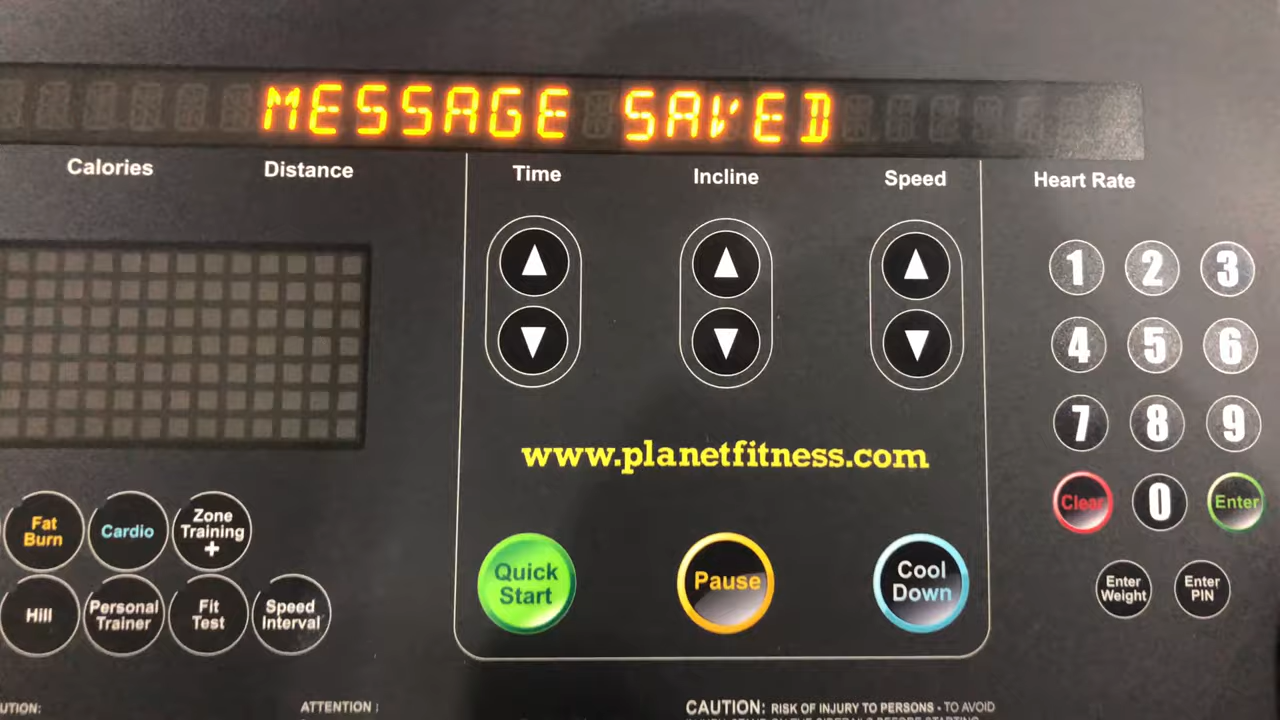 MESSAGE SAVED
Calories
Distance
Time
Incline
Speed
Heart Rate
1 2 3
4 5 6
7 8 9
Clear 0 Enter
Enter
Weight
Enter
PIN
www.planetfitness.com
Fat
Burn
Cardio
Zone
Training
+
Hill
Personal
Trainer
Fit
Test
Speed
Interval
Quick
Start
Pause
Cool
Down
UTION:
ATTENTION :
CAUTION: RISK OF INJURY TO PERSONS - TO AVOID